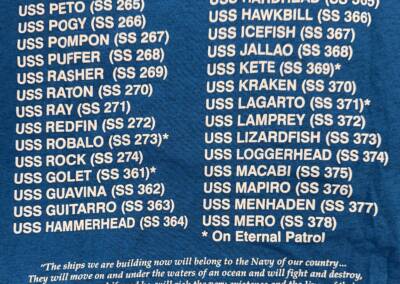 USS PETO (SS 265)
USS POGY (SS 266)
USS POMPON (SS 267)
USS PUFFER (SS 268)
USS RASHER (SS 269)
USS RATON (SS 270)
USS RAY (SS 271)
USS REDFIN (SS 272)
USS ROBALO (SS 273)*
USS ROCK (SS 274)
USS GOLET (SS 361)*
USS GUAVINA (SS 362)
USS GUITARRO (SS 363)
USS HAMMERHEAD (SS 364)
USS HARDHEAD (SS 365)
USS HAWKBILL (SS 366)
USS ICEFISH (SS 367)
USS JALLAO (SS 368)
USS KETE (SS 369)*
USS KRAKEN (SS 370)
USS LAGARTO (SS 371)*
USS LAMPREY (SS 372)
USS LIZARDFISH (SS 373)
USS LOGGERHEAD (SS 374)
USS MACABI (SS 375)
USS MAPIRO (SS 376)
USS MENHADEN (SS 377)
USS MERO (SS 378)
* On Eternal Patrol
"The ships we are building now will belong to the Navy of our country...
They will move on and under the waters of an ocean and will fight and destroy,